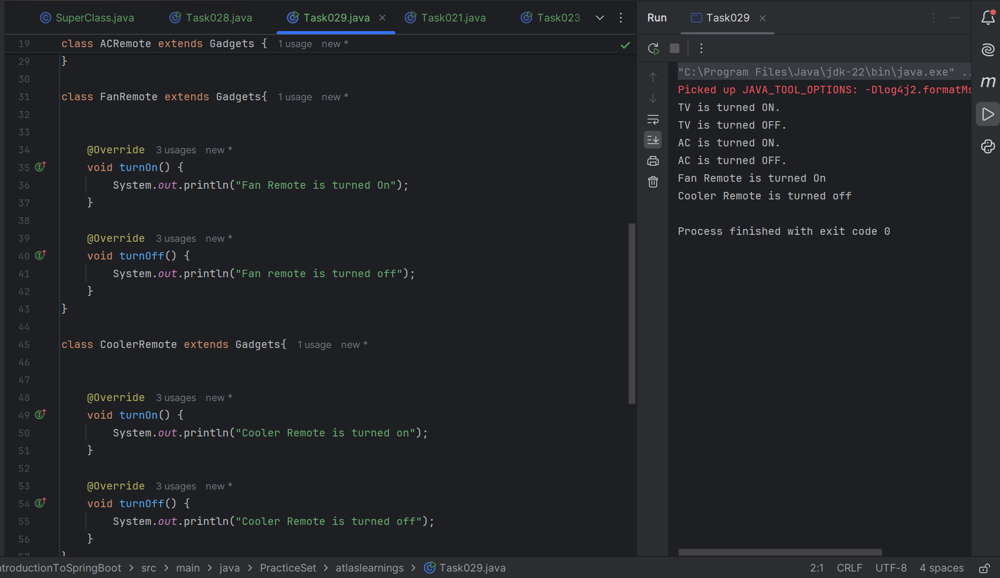 SuperClass.java Task028.java Task029.java Task021.java Task023.
Run Task029
19 class ACRemote extends Gadgets { 1 usage new *
29 }
30
31 class FanRemote extends Gadgets{ 1 usage new *
32
33
34 @Override 3 usages new *
35 void turnOn() {
36 System.out.println("Fan Remote is turned On");
37 }
38
39 @Override 3 usages new *
40 void turnOff() {
41 System.out.println("Fan remote is turned off");
42 }
43 }
44
45 class CoolerRemote extends Gadgets{ 1 usage new *
46
47
48 @Override 3 usages new *
49 void turnOn() {
50 System.out.println("Cooler Remote is turned on");
51 }
52
53 @Override 3 usages new *
54 void turnOff() {
55 System.out.println("Cooler Remote is turned off");
56 }
57 }
"C:\Program Files\Java\jdk-22\bin\java.exe" ..
Picked up JAVA_TOOL_OPTIONS: -Dlog4j2.formatMs
TV is turned ON.
TV is turned OFF.
AC is turned ON.
AC is turned OFF.
Fan Remote is turned On
Cooler Remote is turned off
Process finished with exit code 0
m
ntroductionToSpringBoot > src > main > java > PracticeSet > atlaslearnings > Task029.java
2:1 CRLF UTF-8 4 spaces